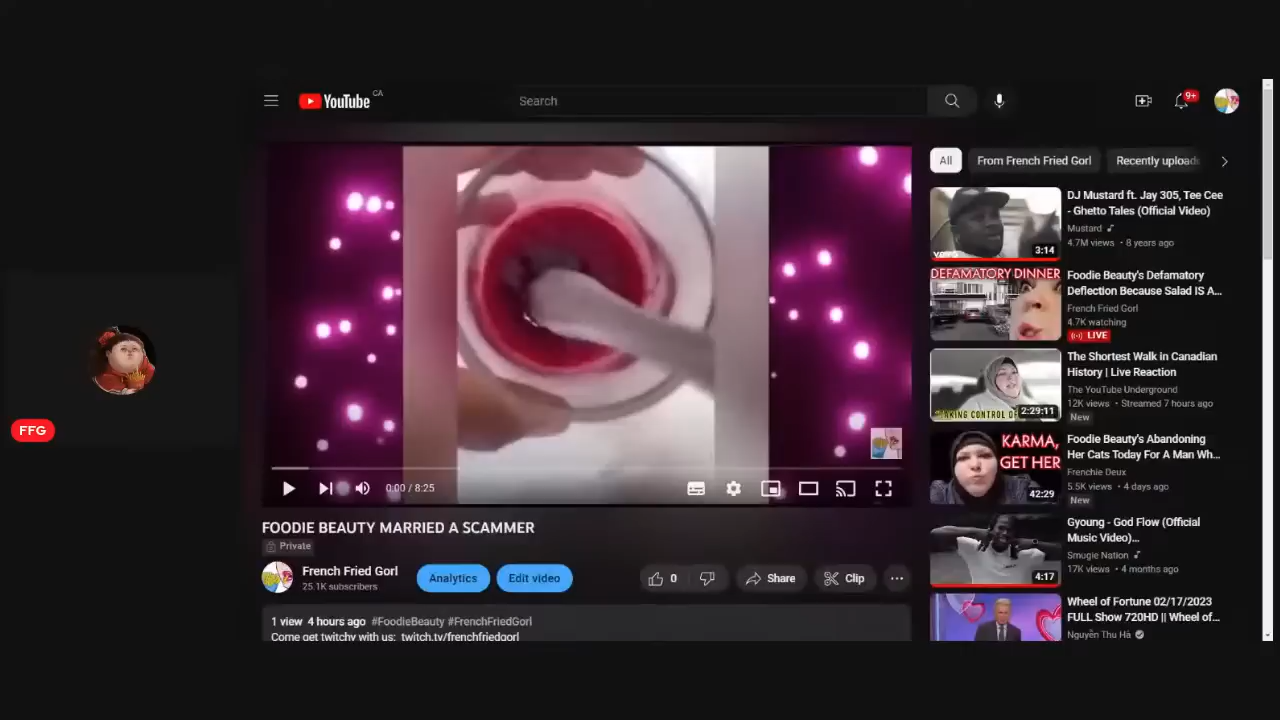 YouTube CA
Search
9+
All
From French Fried Gorl
Recently uploade
DJ Mustard ft. Jay 305, Tee Cee
- Ghetto Tales (Official Video)
Mustard
4.7M views • 8 years ago
vevo
3:14
DEFAMATORY DINNER
Foodie Beauty's Defamatory
Deflection Because Salad IS A...
French Fried Gorl
4.7K watching
LIVE
The Shortest Walk in Canadian
History | Live Reaction
The YouTube Underground
12K views • Streamed 7 hours ago
New
2:29:11
KARMA,
GET HER
Foodie Beauty's Abandoning
Her Cats Today For A Man Wh...
Frenchie Deux
5.5K views • 4 days ago
New
42:29
Gyoung - God Flow (Official
Music Video)...
Smugie Nation
17K views • 4 months ago
4:17
Wheel of Fortune 02/17/2023
FULL Show 720HD || Wheel of...
Nguyễn Thu Hà
FFG
0:00 / 8:25
FOODIE BEAUTY MARRIED A SCAMMER
Private
French Fried Gorl
25.1K subscribers
Analytics
Edit video
0
Share
Clip
1 view 4 hours ago #FoodieBeauty #FrenchFriedGorl
Come get twitchy with us: twitch.tv/frenchfriedgorl